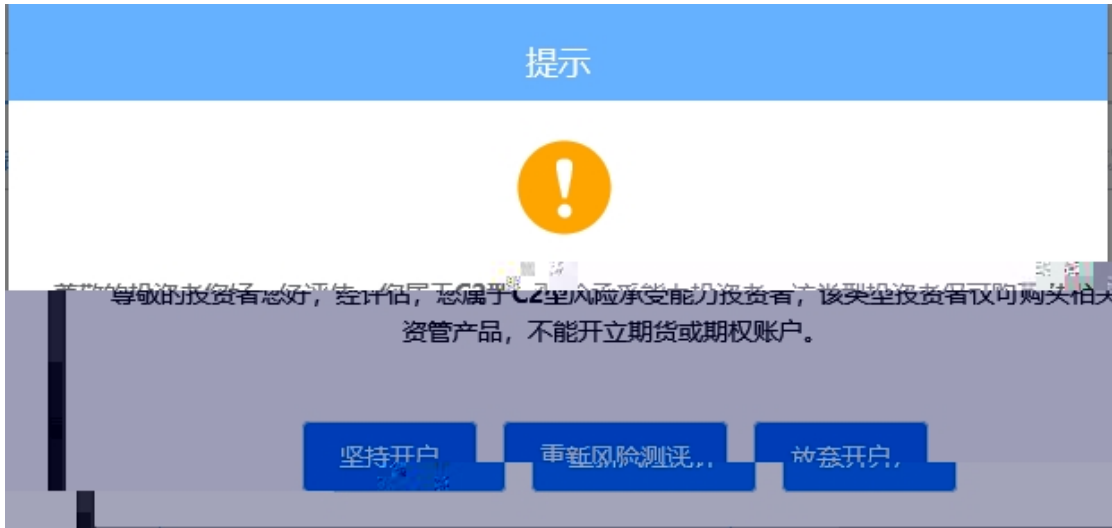 提示
尊敬的投资者您好，经评估，您属于C2型风险承受能力投资者，该类型投资者仅可购买相关
资管产品，不能开立期货或期权账户。
坚持开户
重新风险测评
放弃开户